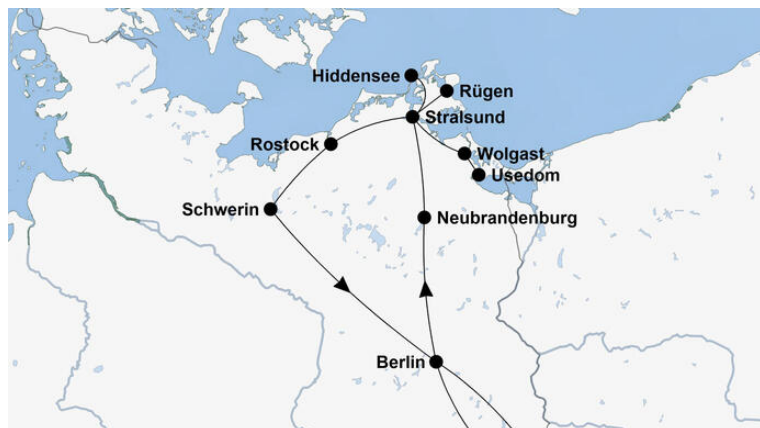 Hiddensee
Rügen
Stralsund
Rostock
Wolgast
Usedom
Schwerin
Neubrandenburg
Berlin